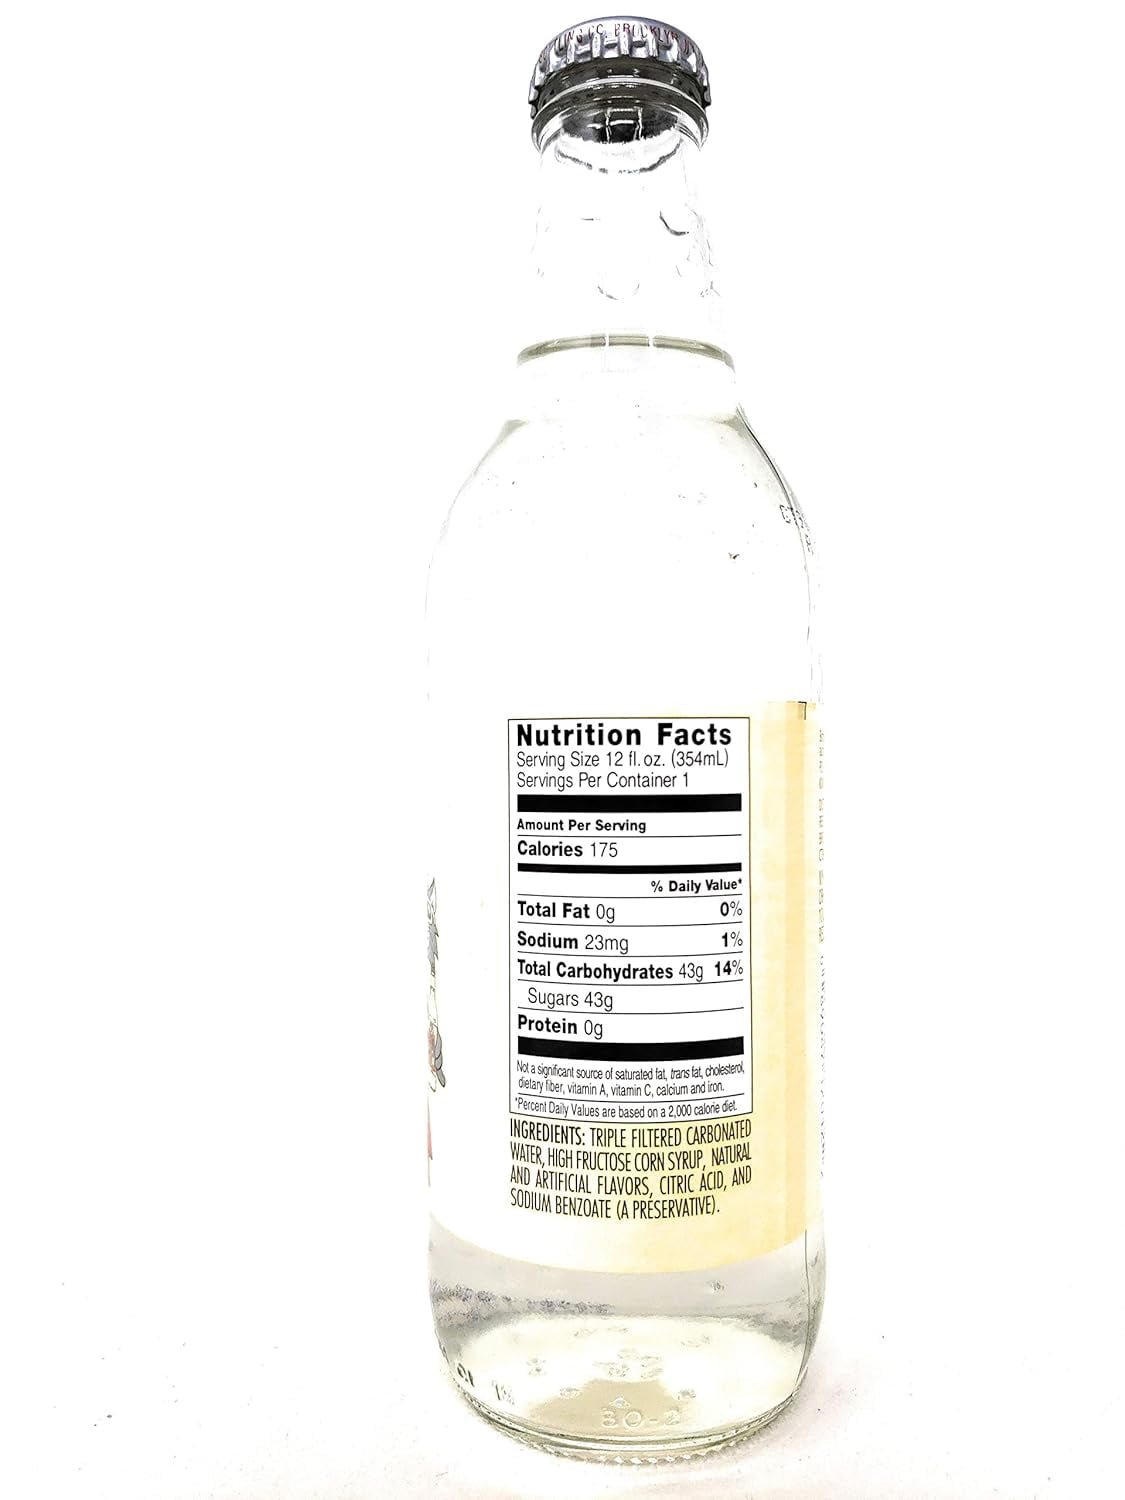 BROOKLYN
Nutrition Facts
Serving Size 12 fl. oz. (354mL)
Servings Per Container 1
Amount Per Serving
Calories 175
% Daily Value*
Total Fat 0g 0%
Sodium 23mg 1%
Total Carbohydrates 43g 14%
Sugars 43g
Protein 0g
Not a significant source of saturated fat, trans fat, cholesterol,
dietary fiber, vitamin A, vitamin C, calcium and iron.
*Percent Daily Values are based on a 2,000 calorie diet.
INGREDIENTS: TRIPLE FILTERED CARBONATED
WATER, HIGH FRUCTOSE CORN SYRUP, NATURAL
AND ARTIFICIAL FLAVORS, CITRIC ACID, AND
SODIUM BENZOATE (A PRESERVATIVE).